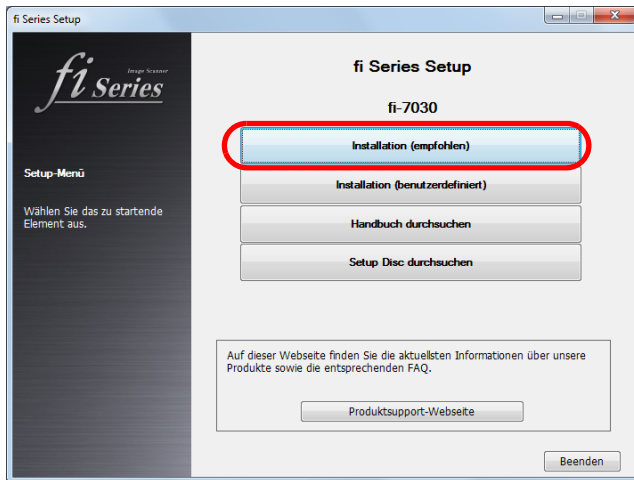 fi Series Setup
fi Image Scanner
Series
Setup-Menü
Wählen Sie das zu startende
Element aus.
fi Series Setup
fi-7030
Installation (empfohlen)
Installation (benutzerdefiniert)
Handbuch durchsuchen
Setup Disc durchsuchen
Auf dieser Webseite finden Sie die aktuellsten Informationen über unsere
Produkte sowie die entsprechenden FAQ.
Produktsupport-Webseite
Beenden